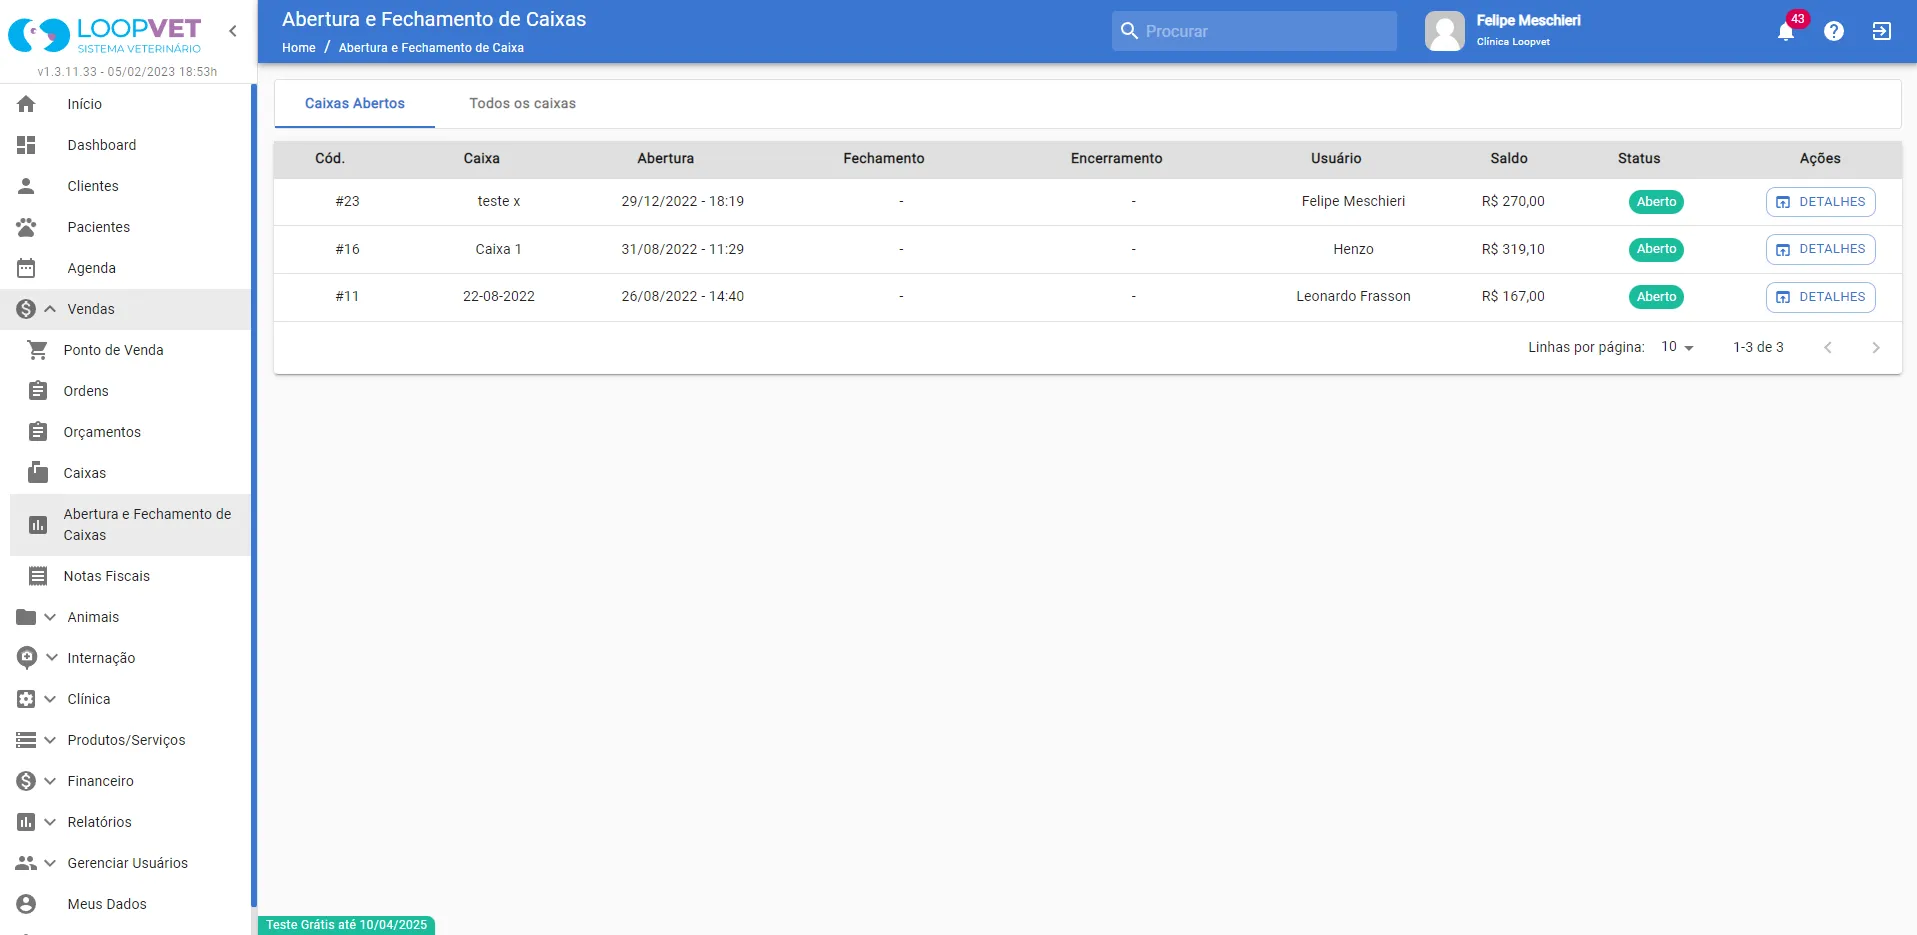 LOOPVET
SISTEMA VETERINÁRIO
v1.3.11.33 - 05/02/2023 18:53h
Início
Dashboard
Clientes
Pacientes
Agenda
Vendas
Ponto de Venda
Ordens
Orçamentos
Caixas
Abertura e Fechamento de
Caixas
Notas Fiscais
Animais
Internação
Clínica
Produtos/Serviços
Financeiro
Relatórios
Gerenciar Usuários
Meus Dados
Abertura e Fechamento de Caixas
Home / Abertura e Fechamento de Caixa
Procurar
Felipe Meschieri
Clínica Loopvet
43
Caixas Abertos Todos os caixas
Cód. Caixa Abertura Fechamento Encerramento Usuário Saldo Status Ações
#23 teste x 29/12/2022 - 18:19 - - Felipe Meschieri R$ 270,00 Aberto DETALHES
#16 Caixa 1 31/08/2022 - 11:29 - - Henzo R$ 319,10 Aberto DETALHES
#11 22-08-2022 26/08/2022 - 14:40 - - Leonardo Frasson R$ 167,00 Aberto DETALHES
Linhas por página: 10 1-3 de 3
Teste Grátis até 10/04/2025